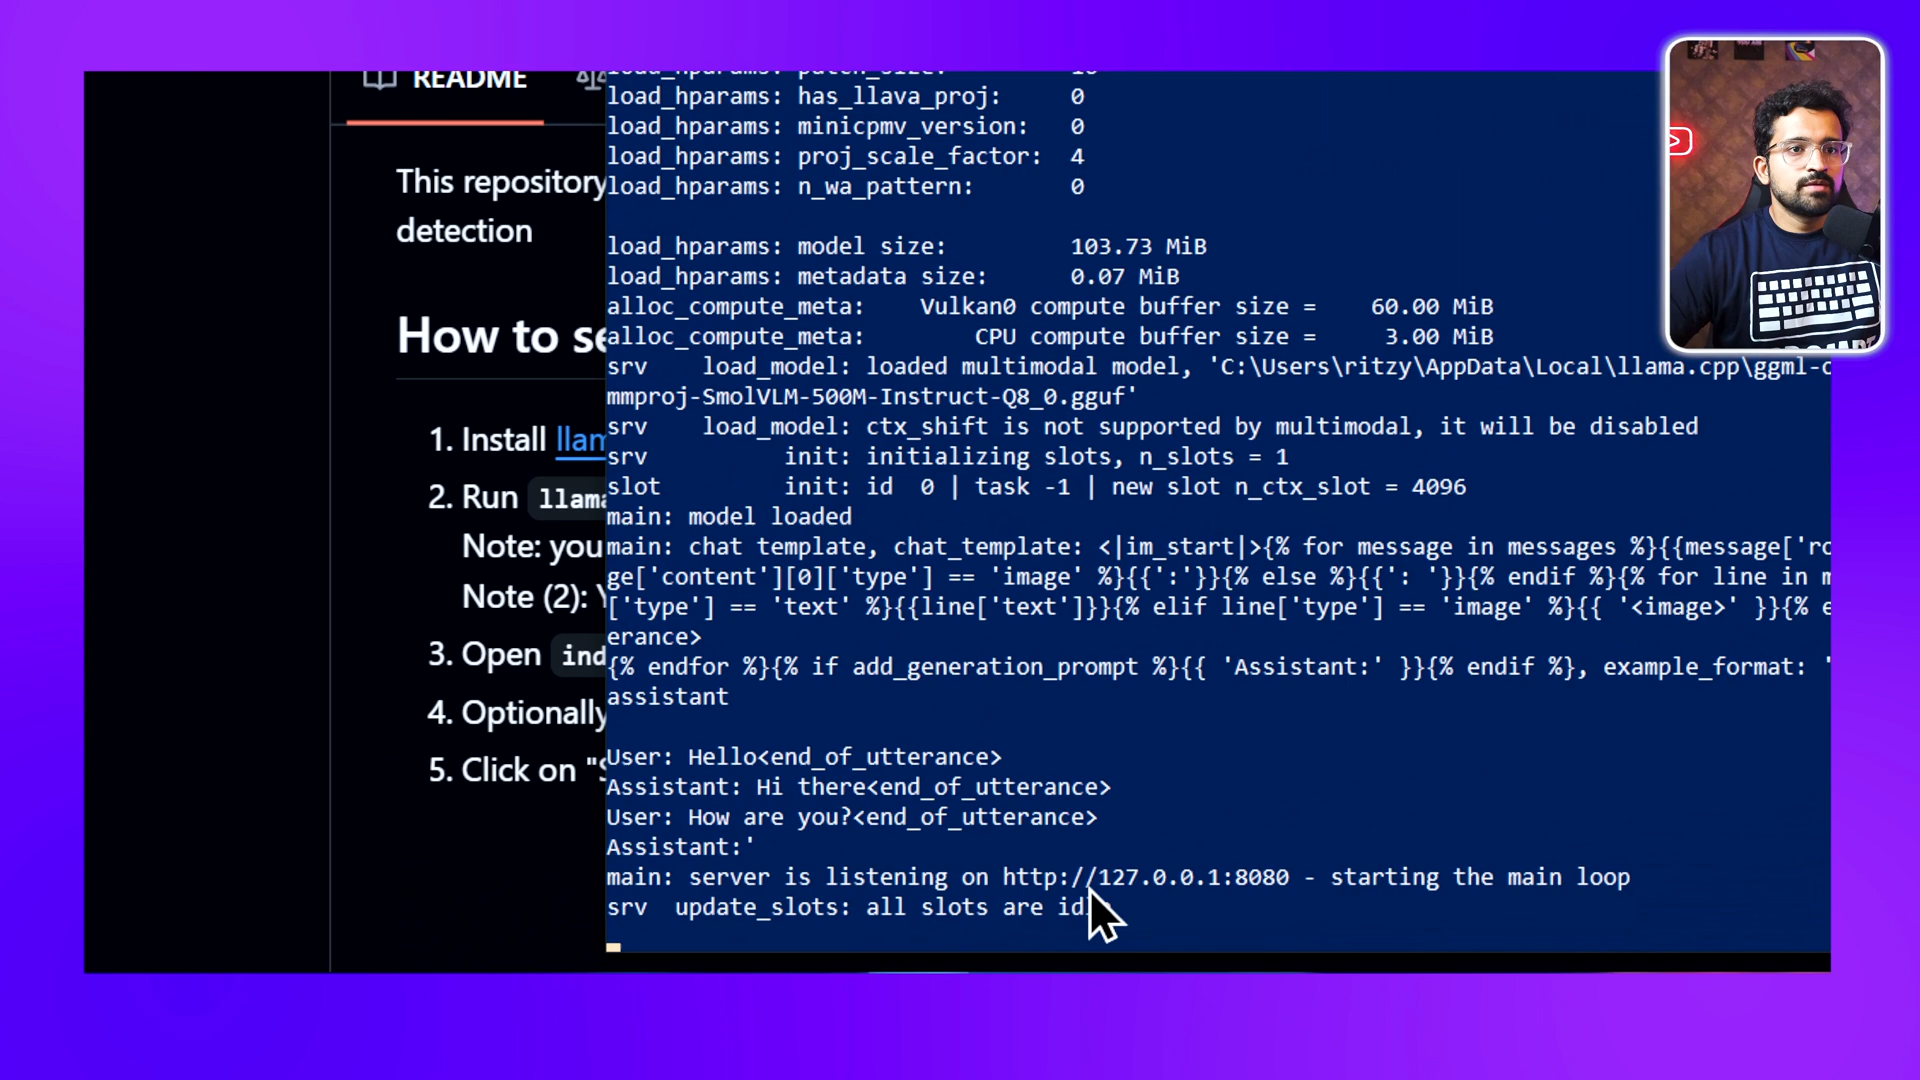 README
This repository
detection
How to se
1. Install llam
2. Run llama
Note: you
Note (2): Y
3. Open ind
4. Optionally
5. Click on "S
load_hparams: patch_size: 16
load_hparams: has_llava_proj: 0
load_hparams: minicpmv_version: 0
load_hparams: proj_scale_factor: 4
load_hparams: n_wa_pattern: 0
load_hparams: model size: 103.73 MiB
load_hparams: metadata size: 0.07 MiB
alloc_compute_meta: Vulkan0 compute buffer size = 60.00 MiB
alloc_compute_meta: CPU compute buffer size = 3.00 MiB
srv load_model: loaded multimodal model, 'C:\Users\ritzy\AppData\Local\llama.cpp\ggml-o
mmproj-SmolVLM-500M-Instruct-Q8_0.gguf'
srv load_model: ctx_shift is not supported by multimodal, it will be disabled
srv init: initializing slots, n_slots = 1
slot init: id 0 | task -1 | new slot n_ctx_slot = 4096
main: model loaded
main: chat template, chat_template: <|im_start|>{% for message in messages %}{{message['ro
ge['content'][0]['type'] == 'image' %}{{':'}}{% else %}{{': '}}{% endif %}{% for line in m
['type'] == 'text' %}{{line['text']}}{% elif line['type'] == 'image' %}{{ '<image>' }}{% e
erance>
{% endfor %}{% if add_generation_prompt %}{{ 'Assistant:' }}{% endif %}, example_format: '
assistant
User: Hello<end_of_utterance>
Assistant: Hi there<end_of_utterance>
User: How are you?<end_of_utterance>
Assistant:'
main: server is listening on http://127.0.0.1:8080 - starting the main loop
srv update_slots: all slots are idle